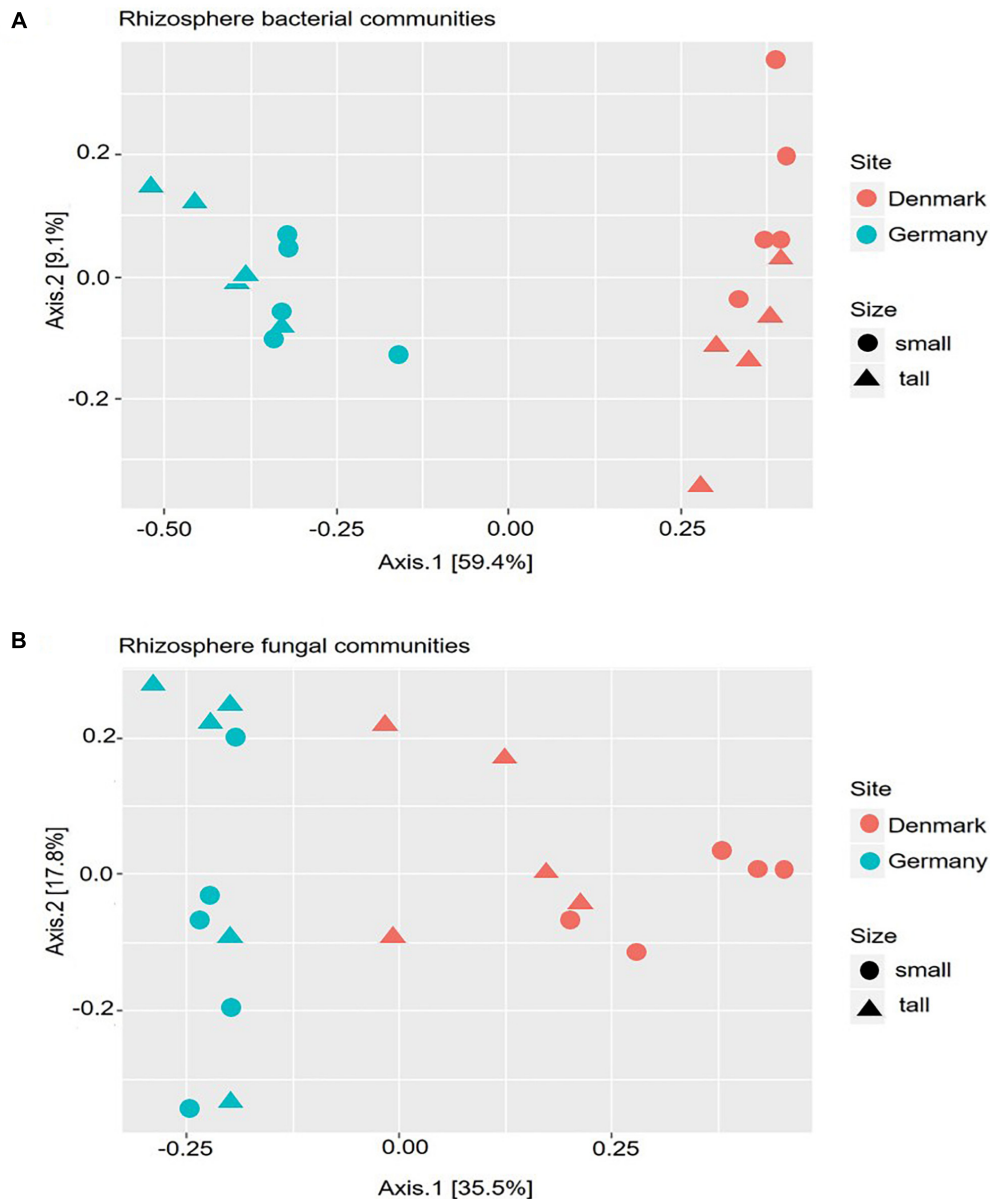 A
Rhizosphere bacterial communities
0.2
0.0
-0.2
Axis.2 [9.1%]
-0.50 -0.25 0.00 0.25
Axis.1 [59.4%]
Site
Denmark
Germany
Size
small
tall
B
Rhizosphere fungal communities
0.2
0.0
-0.2
Axis.2 [17.8%]
-0.25 0.00 0.25
Axis.1 [35.5%]
Site
Denmark
Germany
Size
small
tall